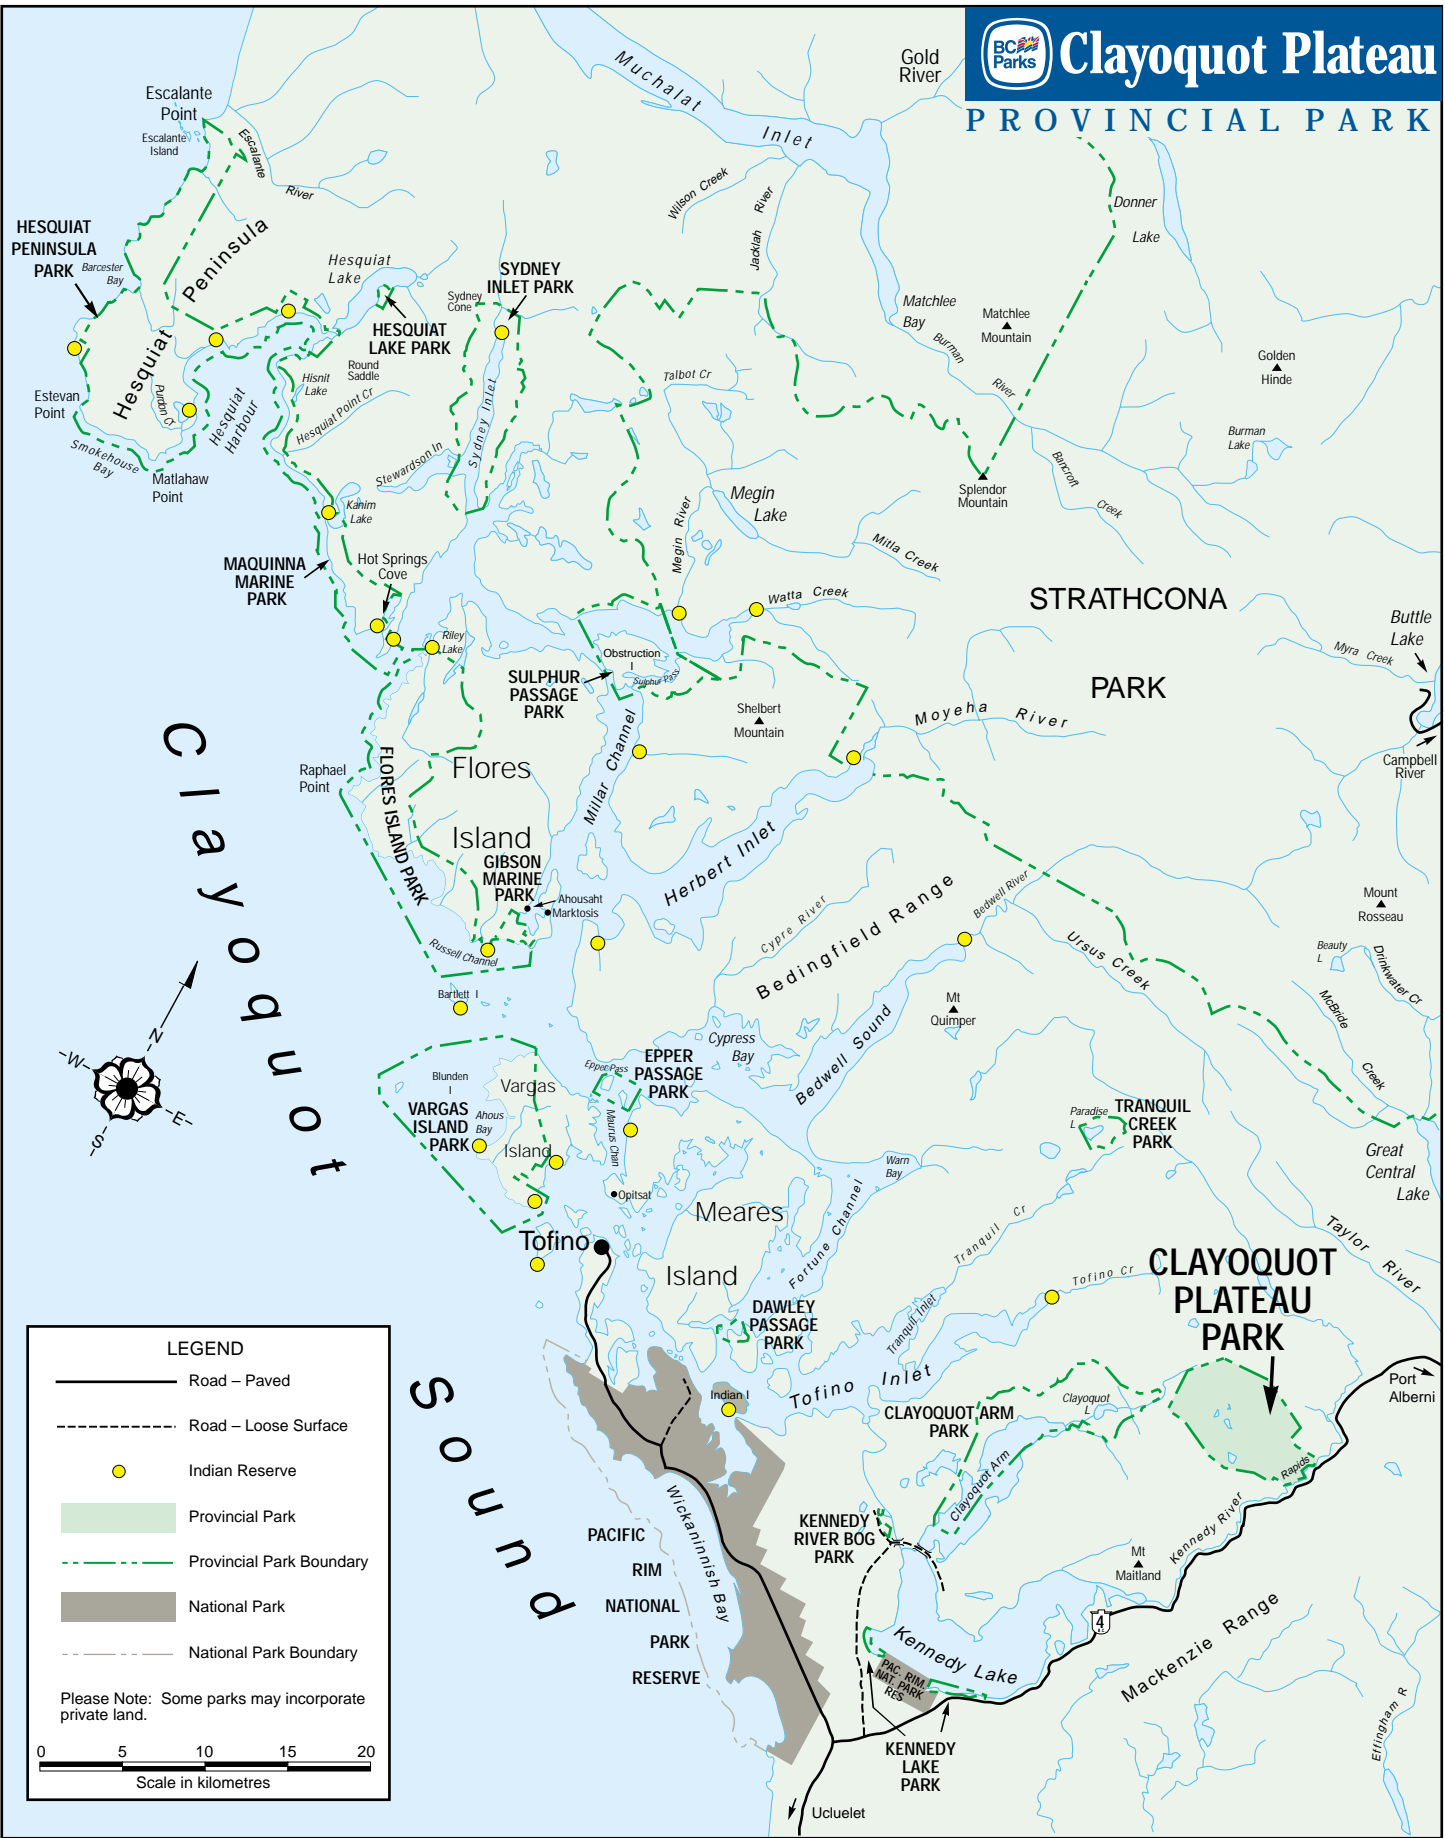 BC
Parks
Clayoquot Plateau
PROVINCIAL PARK
Gold
River
Muchalat
Inlet
Escalante
Point
Escalante
Island
Escalante
River
Wilson Creek
Jacklah River
Donner
Lake
HESQUIAT
PENINSULA
PARK
Barcester
Bay
Hesquiat
Peninsula
Hesquiat
Lake
Sydney
Cone
SYDNEY
INLET PARK
HESQUIAT
LAKE PARK
Matchlee
Bay
Matchlee
Mountain
Burman
River
Golden
Hinde
Round
Saddle
Hisnit
Lake
Hesquiat Point Cr
Talbot Cr
Estevan
Point
Purdon Cr
Hesquiat
Harbour
Sydney Inlet
Stewardson In
Smokehouse
Bay
Matlahaw
Point
Burman
Lake
Bancroft
Creek
Splendor
Mountain
Kanim
Lake
Megin
Lake
Megin River
Mitla Creek
MAQUINNA
MARINE
PARK
Hot Springs
Cove
Watta Creek
STRATHCONA
PARK
Buttle
Lake
Myra Creek
Riley
Lake
Obstruction
I
Sulphur Pass
SULPHUR
PASSAGE
PARK
Shelbert
Mountain
Moyeha River
Campbell
River
Clayoquot
Sound
Raphael
Point
FLORES ISLAND PARK
Flores
Island
Millar Channel
Herbert Inlet
GIBSON
MARINE
PARK
Ahousaht
Marktosis
Russell Channel
Bartlett I
Cypre River
Bedingfield Range
Bedwell River
Ursus Creek
Mount
Rosseau
Beauty
L
Drinkwater Cr
McBride
Creek
Mt
Quimper
Bedwell Sound
Cypress
Bay
N
W
E
S
EPPER
PASSAGE
PARK
Epper Pass
Blunden
I
Vargas
Island
VARGAS
ISLAND
PARK
Ahous
Bay
Maurus Chan
Opitsat
Paradise
L
TRANQUIL
CREEK
PARK
Great
Central
Lake
Warn
Bay
Meares
Island
Fortune Channel
Tranquil Cr
Tofino
Taylor River
Tofino Cr
Tranquil Inlet
CLAYOQUOT
PLATEAU
PARK
DAWLEY
PASSAGE
PARK
Tofino Inlet
Indian I
Port
Alberni
CLAYOQUOT ARM
PARK
Clayoquot
L
Clayoquot Arm
Rapids
Kennedy River
KENNEDY
RIVER BOG
PARK
Mt
Maitland
4
Wickaninnish Bay
PACIFIC
RIM
NATIONAL
PARK
RESERVE
Kennedy Lake
PAC. RIM
NAT. PARK
RES
Mackenzie Range
KENNEDY
LAKE
PARK
Effingham R
Ucluelet
LEGEND
Road – Paved
Road – Loose Surface
Indian Reserve
Provincial Park
Provincial Park Boundary
National Park
National Park Boundary
Please Note: Some parks may incorporate
private land.
0 5 10 15 20
Scale in kilometres